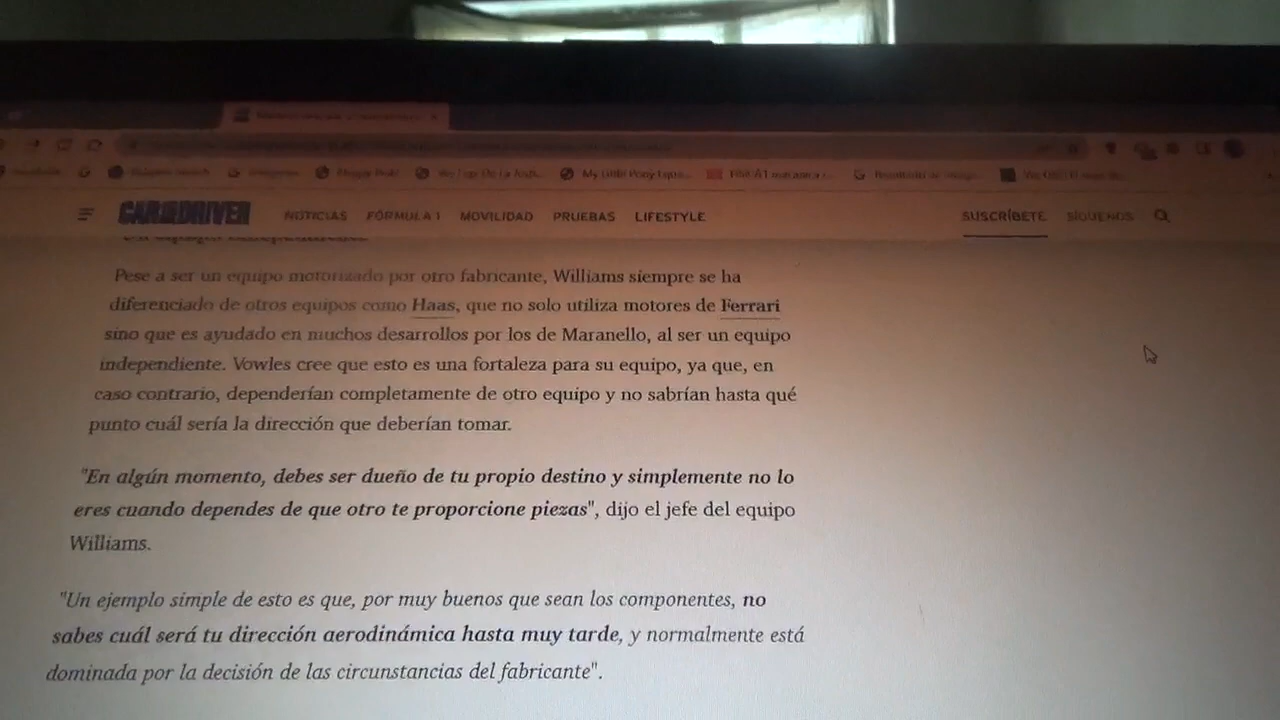 My Little Pony Eque...
CAR AND DRIVER
NOTICIAS FÓRMULA 1 MOVILIDAD PRUEBAS LIFESTYLE SUSCRÍBETE SÍGUENOS
Pese a ser un equipo motorizado por otro fabricante, Williams siempre se ha
diferenciado de otros equipos como Haas, que no solo utiliza motores de Ferrari
sino que es ayudado en muchos desarrollos por los de Maranello, al ser un equipo
independiente. Vowles cree que esto es una fortaleza para su equipo, ya que, en
caso contrario, dependerían completamente de otro equipo y no sabrían hasta qué
punto cuál sería la dirección que deberían tomar.
"En algún momento, debes ser dueño de tu propio destino y simplemente no lo
eres cuando dependes de que otro te proporcione piezas", dijo el jefe del equipo
Williams.
"Un ejemplo simple de esto es que, por muy buenos que sean los componentes, no
sabes cuál será tu dirección aerodinámica hasta muy tarde, y normalmente está
dominada por la decisión de las circunstancias del fabricante".